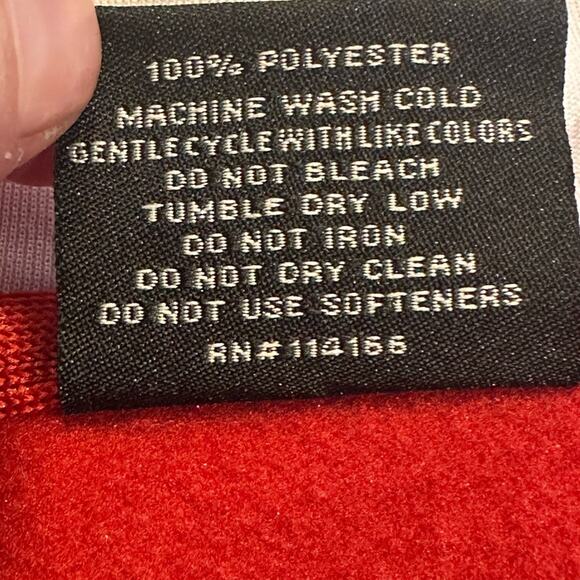 100% POLYESTER
MACHINE WASH COLD
GENTLE CYCLE WITH LIKE COLORS
DO NOT BLEACH
TUMBLE DRY LOW
DO NOT IRON
DO NOT DRY CLEAN
DO NOT USE SOFTENERS
RN# 114166